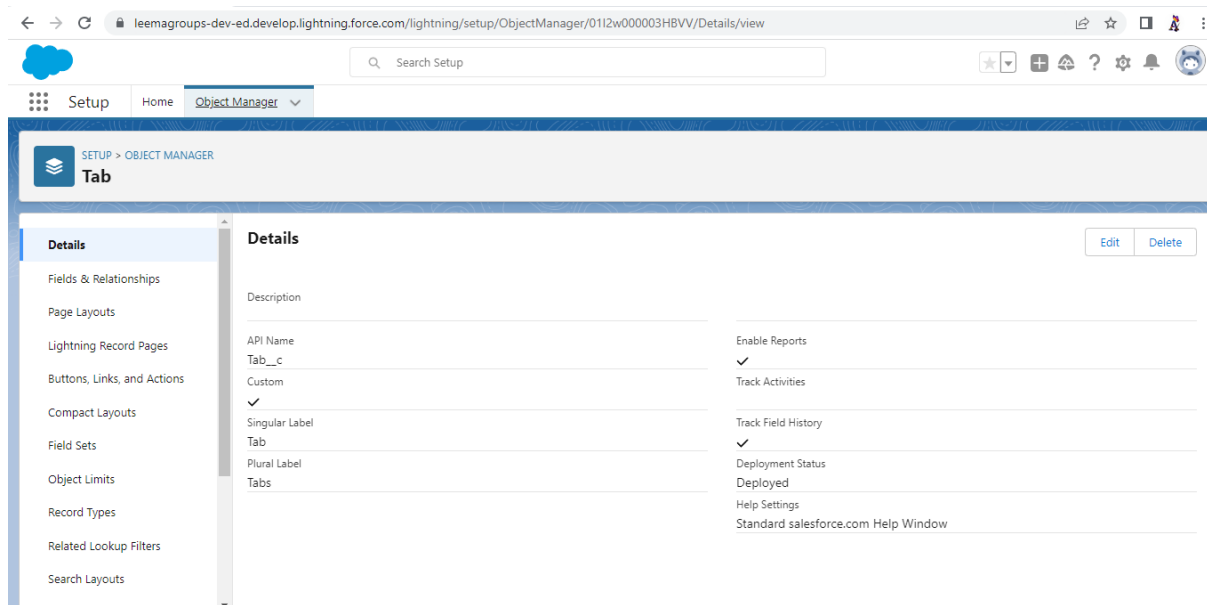 leemagroups-dev-ed.develop.lightning.force.com/lightning/setup/ObjectManager/01I2w000003HBVV/Details/view
Search Setup
Setup Home Object Manager
SETUP > OBJECT MANAGER
Tab
Details
Fields & Relationships
Page Layouts
Lightning Record Pages
Buttons, Links, and Actions
Compact Layouts
Field Sets
Object Limits
Record Types
Related Lookup Filters
Search Layouts
Details
Edit Delete
Description
API Name
Tab__c
Custom
Singular Label
Tab
Plural Label
Tabs
Enable Reports
Track Activities
Track Field History
Deployment Status
Deployed
Help Settings
Standard salesforce.com Help Window